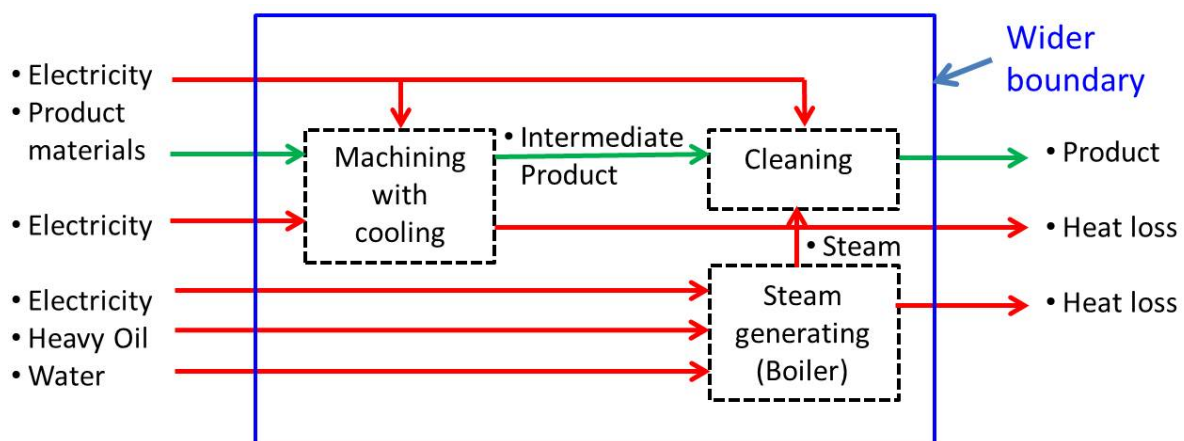 • Electricity
• Product
materials
• Electricity
• Electricity
• Heavy Oil
• Water
Machining
with
cooling
• Intermediate
Product
Cleaning
• Steam
Steam
generating
(Boiler)
Wider
boundary
• Product
• Heat loss
• Heat loss